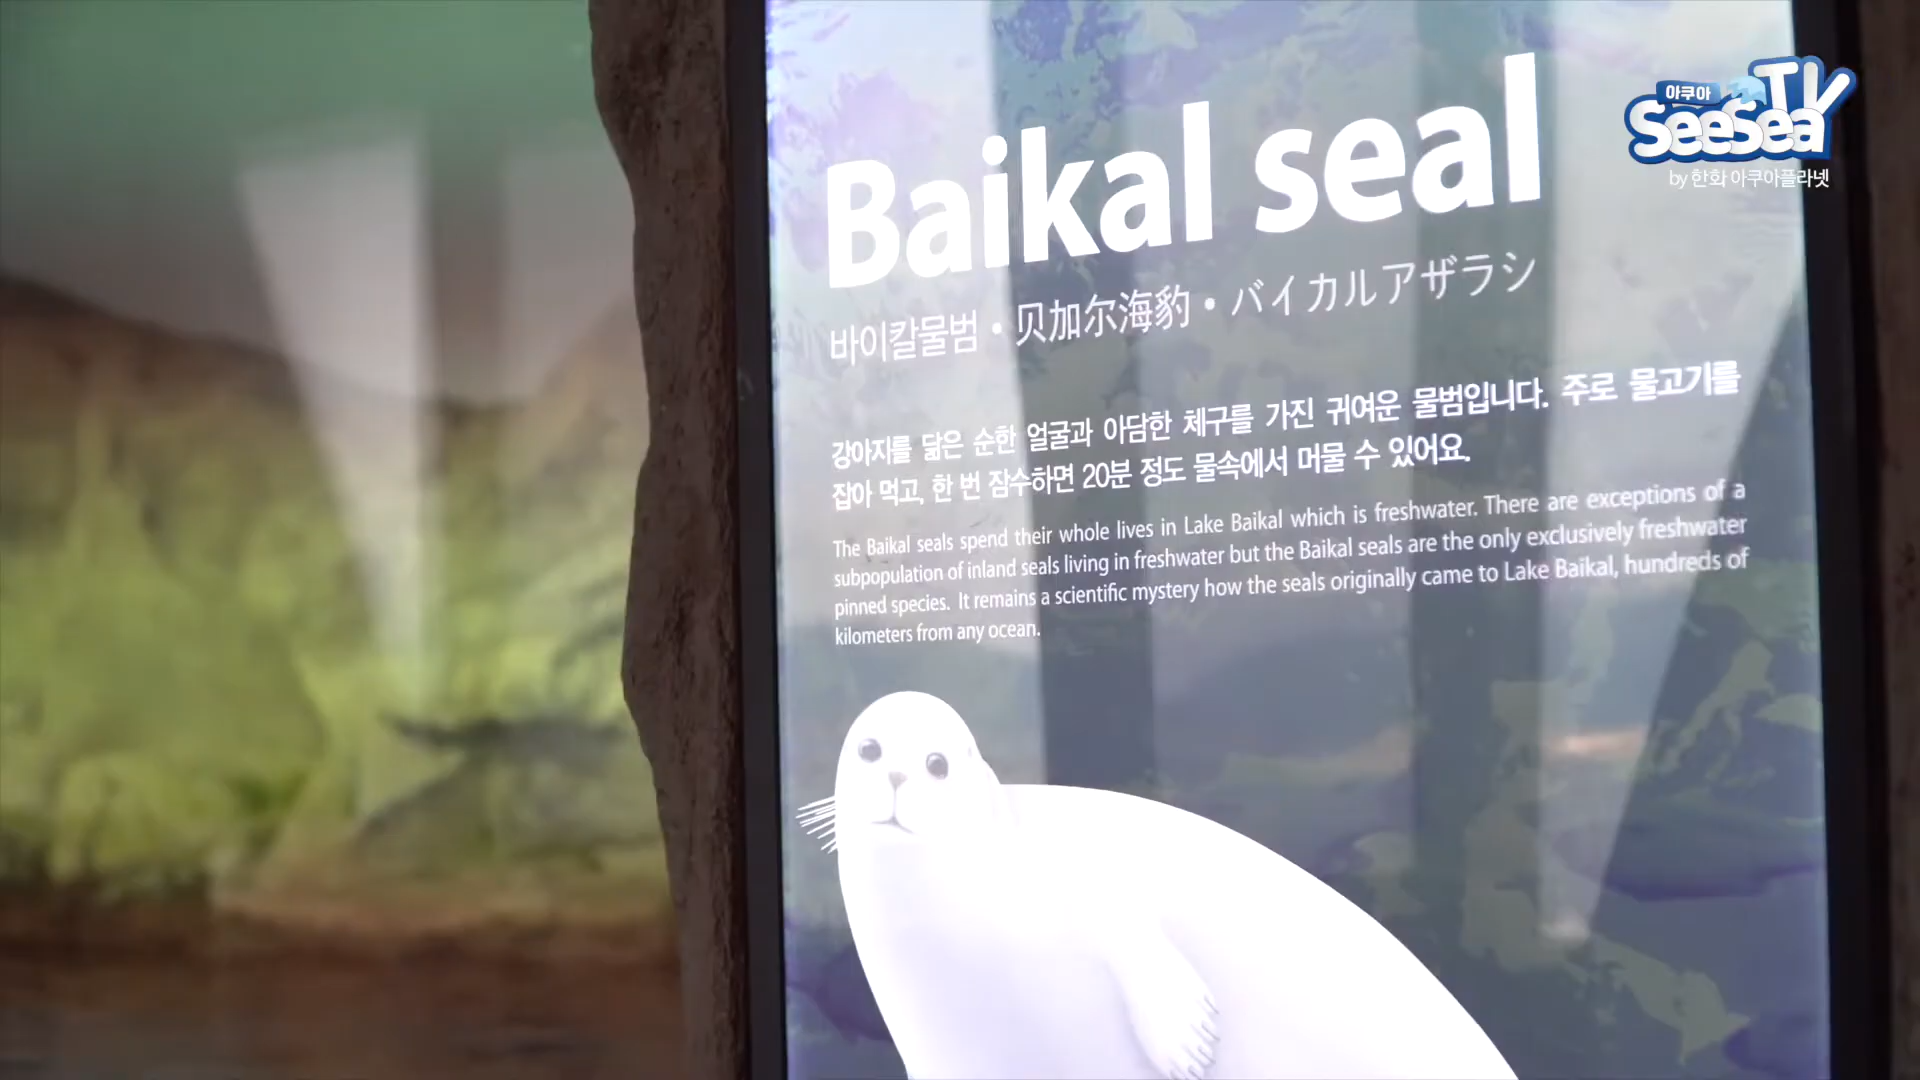 Baikal seal
바이칼물범 • 贝加尔海豹 • バイカルアザラシ
강아지를 닮은 순한 얼굴과 아담한 체구를 가진 귀여운 물범입니다. 주로 물고기를
잡아 먹고, 한 번 잠수하면 20분 정도 물속에서 머물 수 있어요.
The Baikal seals spend their whole lives in Lake Baikal which is freshwater. There are exceptions of a
subpopulation of inland seals living in freshwater but the Baikal seals are the only exclusively freshwater
pinned species. It remains a scientific mystery how the seals originally came to Lake Baikal, hundreds of
kilometers from any ocean.
아쿠아
SeeSea TV
by 한화 아쿠아플라넷